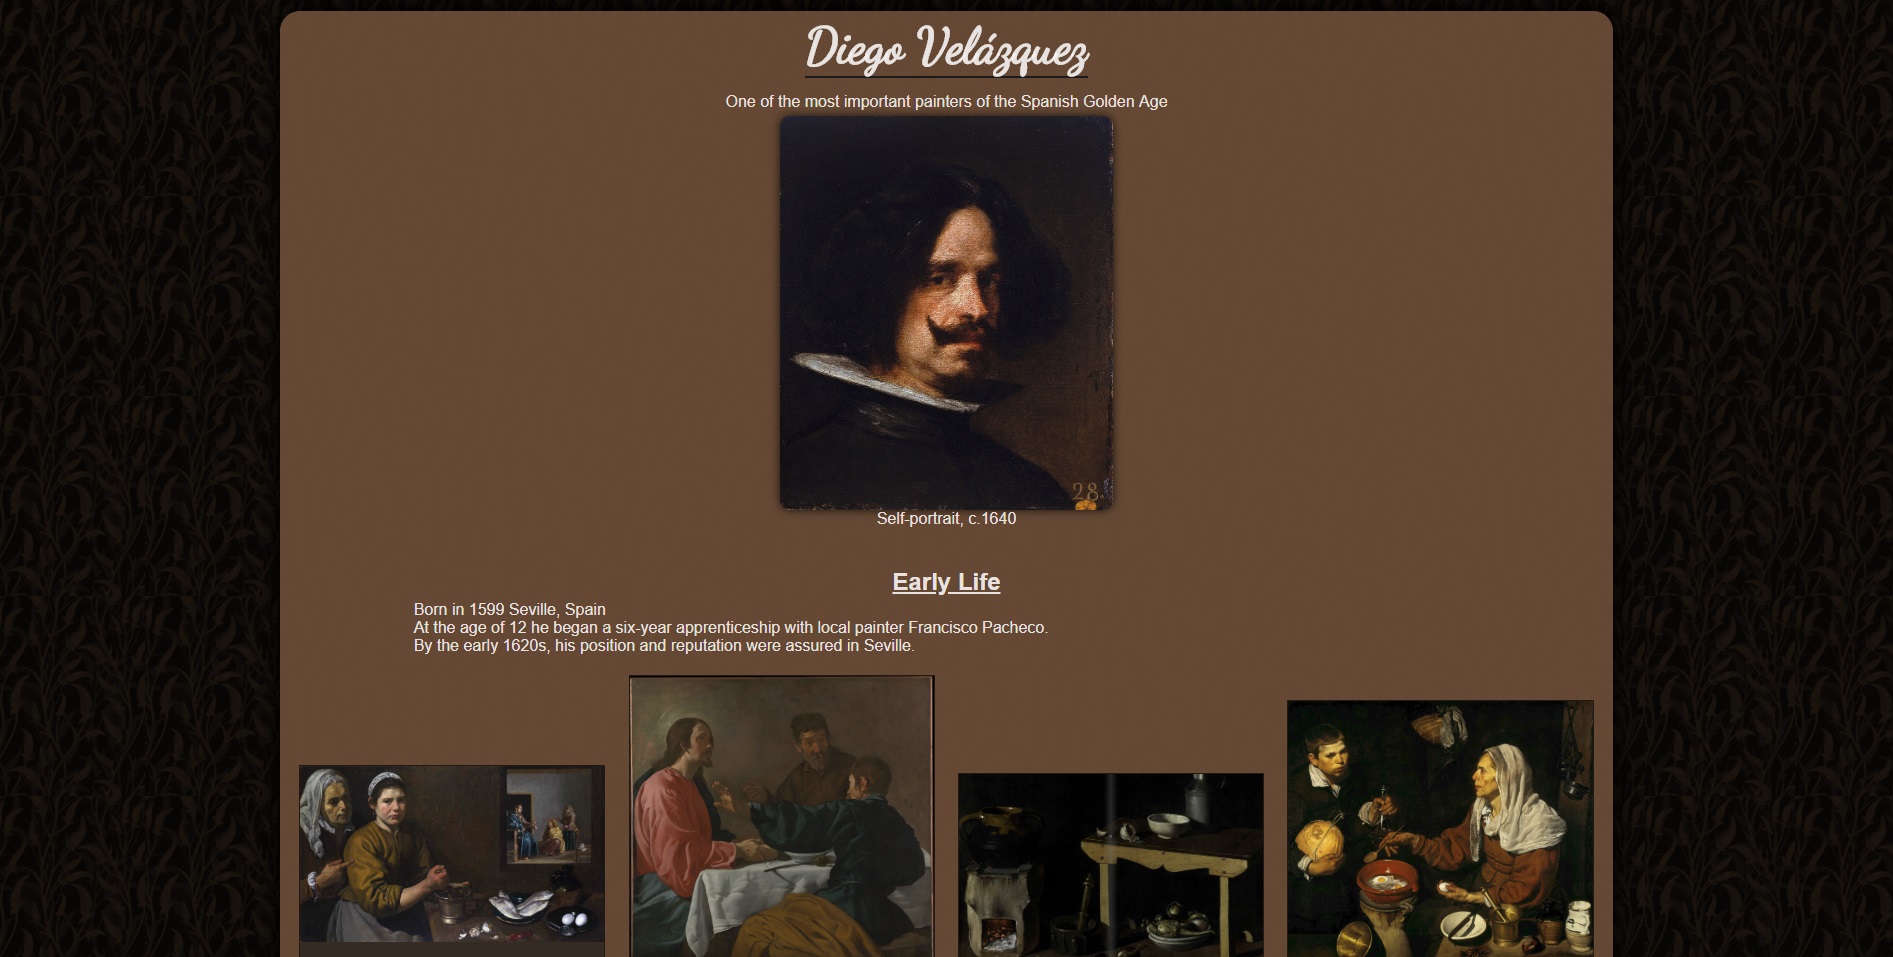 Diego Velázquez
One of the most important painters of the Spanish Golden Age
28.
Self-portrait, c.1640
Early Life
Born in 1599 Seville, Spain
At the age of 12 he began a six-year apprenticeship with local painter Francisco Pacheco.
By the early 1620s, his position and reputation were assured in Seville.